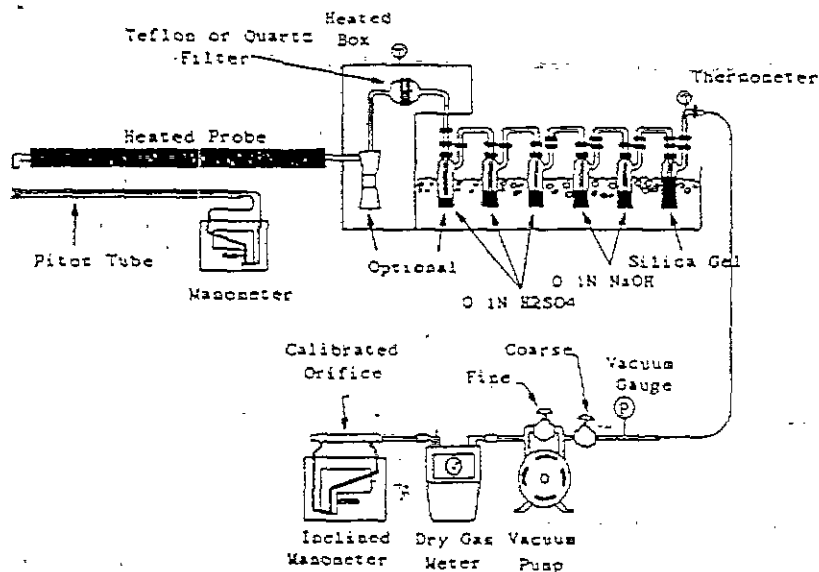 Heated
Box
Teflon or Quartz
Filter
Thermometer
Heated Probe
Pitot Tube
Manometer
Optional
Silica Gel
0 1N NaOH
0 1N H2SO4
Calibrated
Orifice
Coarse
Fine
Vacuum
Gauge
P
Inclined
Manometer
Dry Gas
Meter
Vacuum
Pump